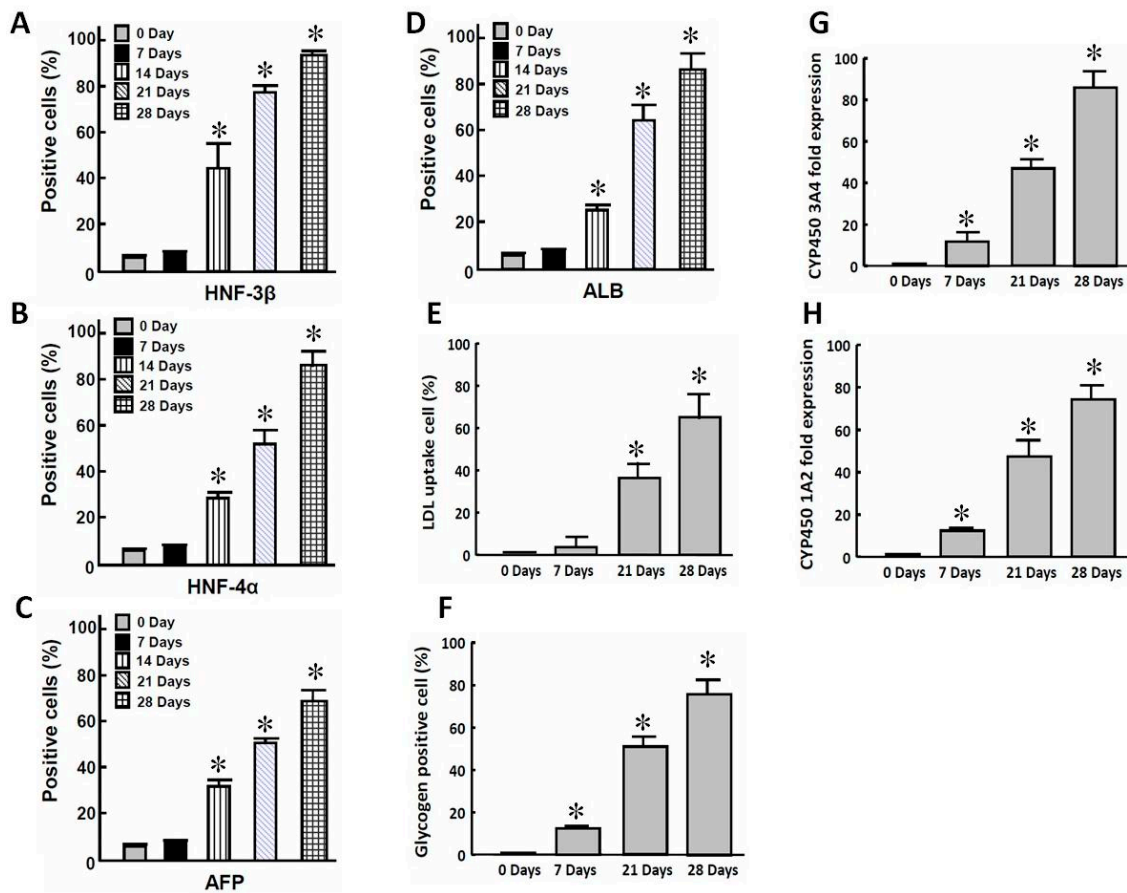 A
Positive cells (%)
100
80
60
40
20
0
0 Day
7 Days
14 Days
21 Days
28 Days
*
*
*
HNF-3β
B
Positive cells (%)
100
80
60
40
20
0
0 Day
7 Days
14 Days
21 Days
28 Days
*
*
*
HNF-4α
C
Positive cells (%)
100
80
60
40
20
0
0 Day
7 Days
14 Days
21 Days
28 Days
*
*
*
AFP
D
Positive cells (%)
100
80
60
40
20
0
0 Day
7 Days
14 Days
21 Days
28 Days
*
*
*
ALB
E
LDL uptake cell (%)
100
80
60
40
20
0
*
*
0 Days 7 Days 21 Days 28 Days
F
Glycogen positive cell (%)
100
80
60
40
20
0
*
*
*
0 Days 7 Days 21 Days 28 Days
G
CYP450 3A4 fold expression
100
80
60
40
20
0
*
*
*
0 Days 7 Days 21 Days 28 Days
H
CYP450 1A2 fold expression
100
80
60
40
20
0
*
*
*
0 Days 7 Days 21 Days 28 Days